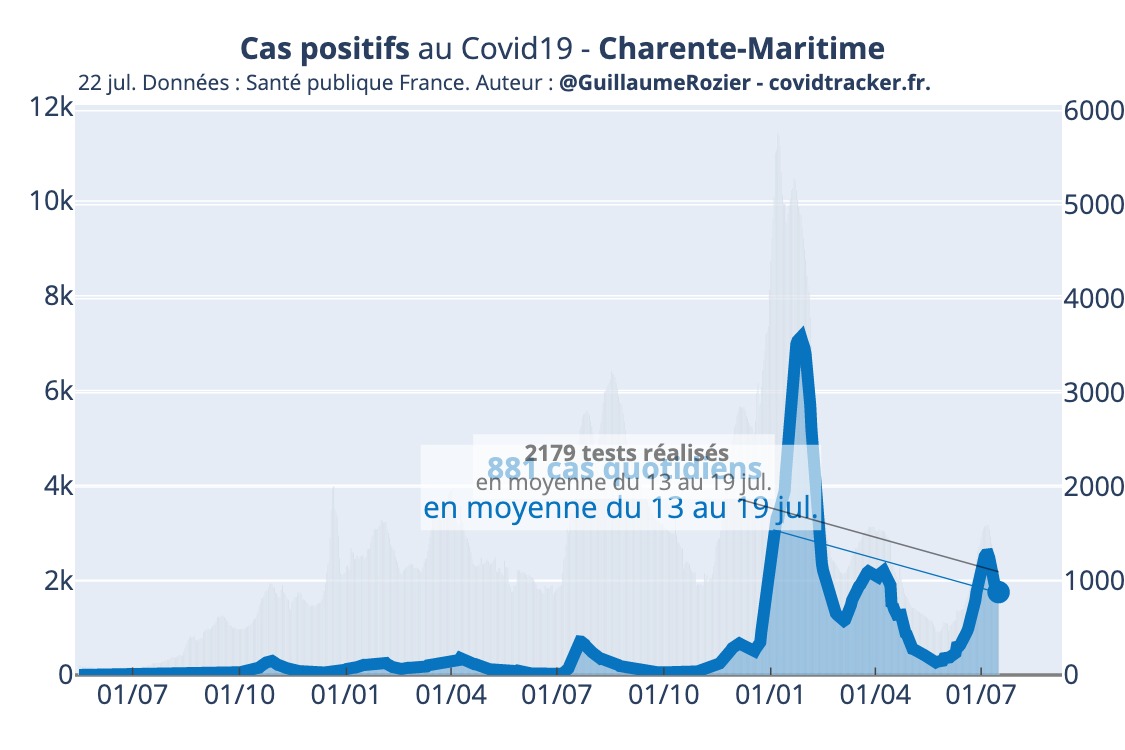 Cas positifs au Covid19 - Charente-Maritime
22 jul. Données : Santé publique France. Auteur : @GuillaumeRozier - covidtracker.fr.
12k
10k
8k
6k
4k
2k
0
6000
5000
4000
3000
2000
1000
0
2179 tests réalisés
881 cas quotidiens
en moyenne du 13 au 19 jul.
en moyenne du 13 au 19 jul.
01/07 01/10 01/01 01/04 01/07 01/10 01/01 01/04 01/07